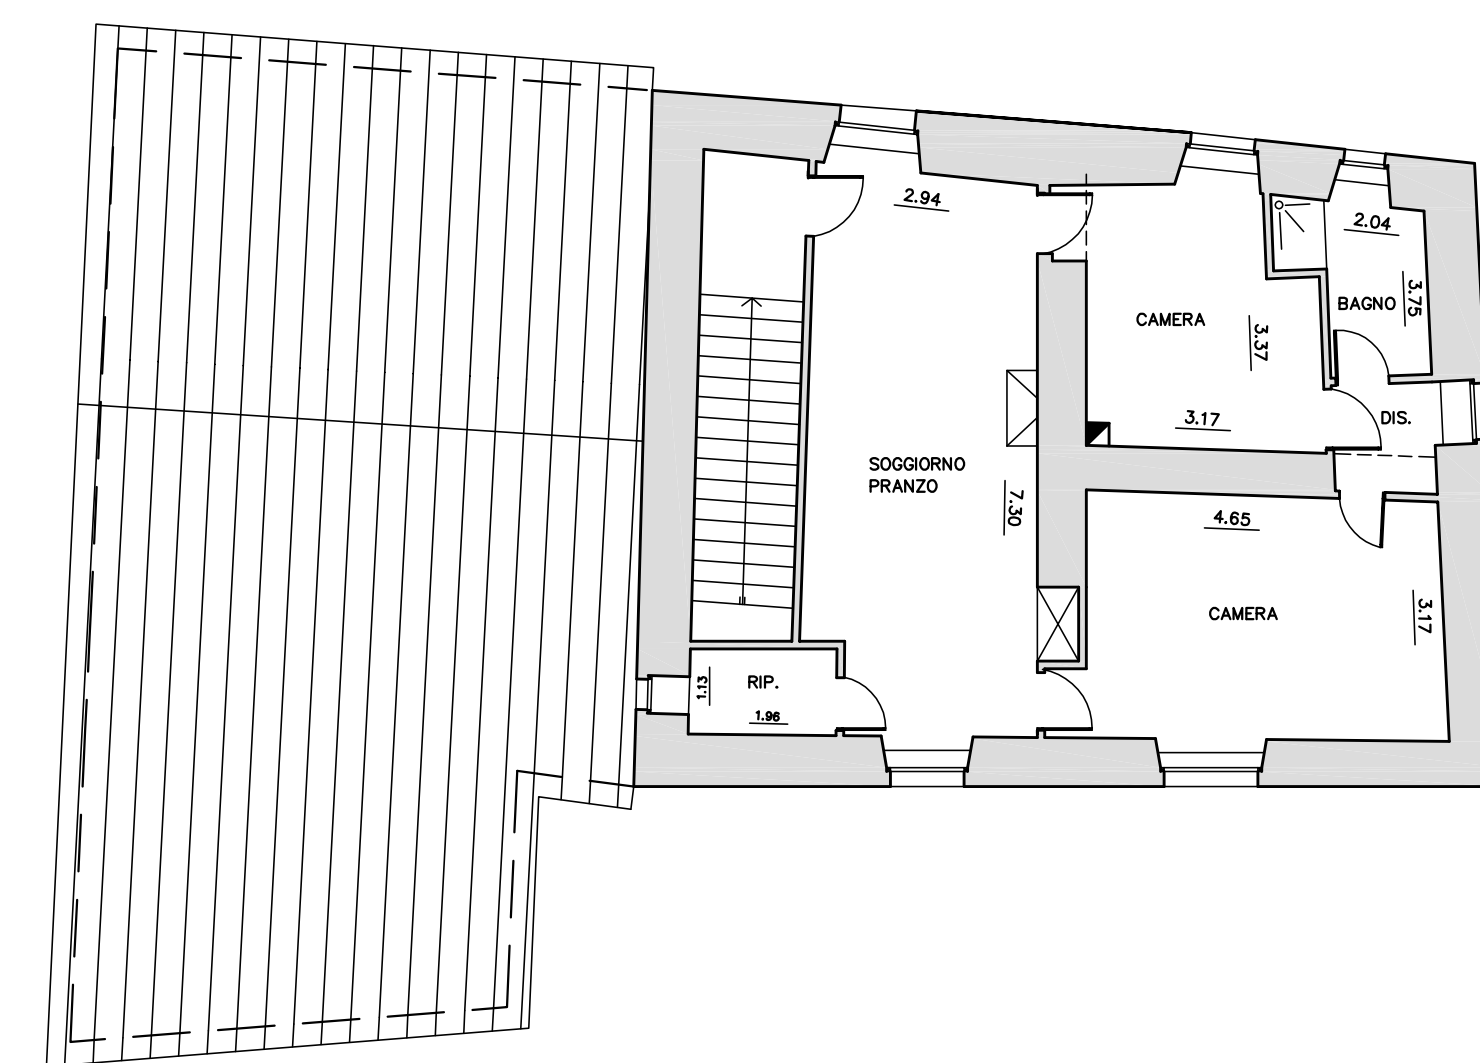 2.94
2.04
3.75
BAGNO
CAMERA
3.37
3.17
DIS.
SOGGIORNO
PRANZO
7.30
4.65
CAMERA
3.17
1.13
RIP.
1.96